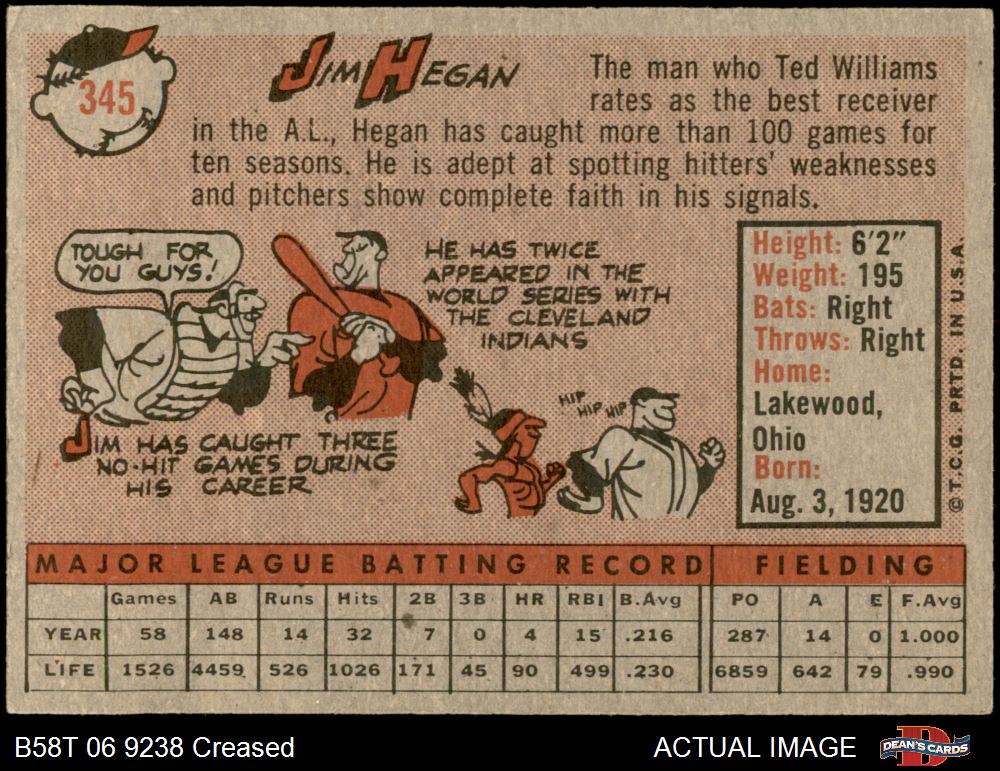 345
JIM HEGAN
The man who Ted Williams
rates as the best receiver
in the A.L., Hegan has caught more than 100 games for
ten seasons. He is adept at spotting hitters' weaknesses
and pitchers show complete faith in his signals.
TOUGH FOR
YOU GUYS!
JIM HAS CAUGHT THREE
NO-HIT GAMES DURING
HIS CAREER
HE HAS TWICE
APPEARED IN THE
WORLD SERIES WITH
THE CLEVELAND
INDIANS
HIP HIP HIP
Height: 6'2"
Weight: 195
Bats: Right
Throws: Right
Home:
Lakewood,
Ohio
Born:
Aug. 3, 1920
© T.C.G. PRTD. IN U.S.A.
MAJOR LEAGUE BATTING RECORD FIELDING
Games AB Runs Hits 2B 3B HR RBI B.Avg PO A E F.Avg
YEAR 58 148 14 32 7 0 4 15 .216 287 14 0 1.000
LIFE 1526 4459 526 1026 171 45 90 499 .230 6859 642 79 .990
B58T 06 9238 Creased
ACTUAL IMAGE
DEAN'S CARDS